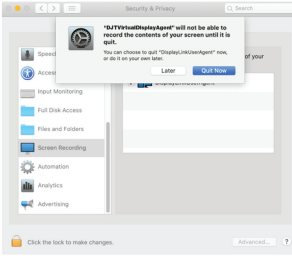 Security & Privacy
Search
"DJTVirtualDisplayAgent" will not be able to
record the contents of your screen until it is
quit.
You can choose to quit "DisplayLinkUserAgent" now,
or do it on your own later.
Later
Quit Now
Speech
of your
Access
DisplayLinkUserAgent
Input Monitoring
Full Disk Access
Files and Folders
Screen Recording
Automation
Analytics
Advertising
Click the lock to make changes.
Advanced...
?